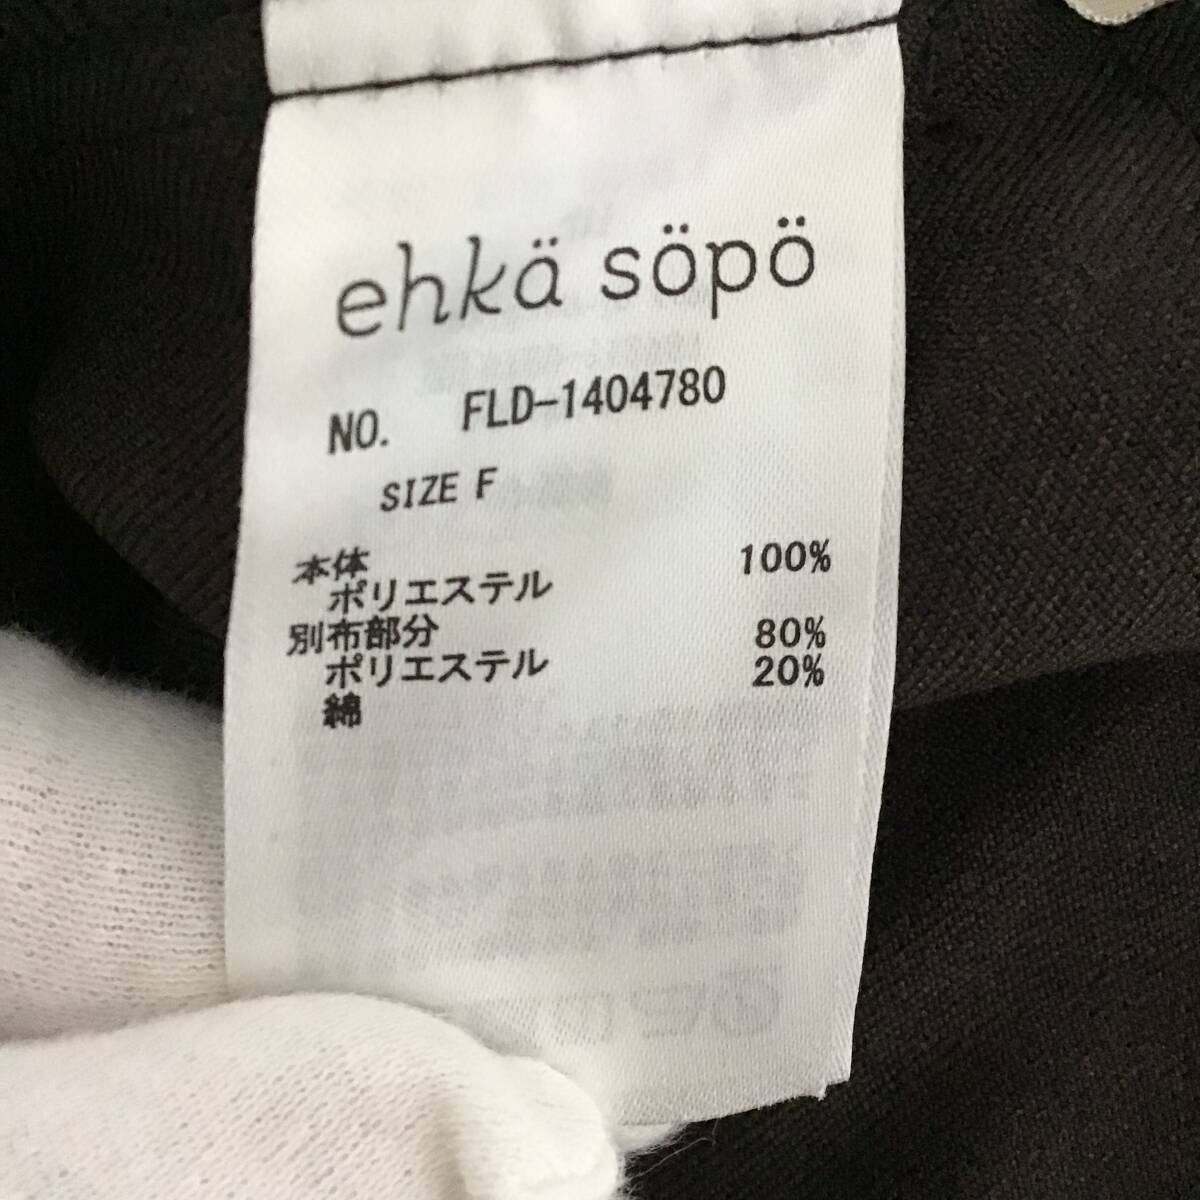 ehkä söpö
NO. FLD-1404780
SIZE F
本体
ポリエステル 100%
別布部分
ポリエステル 80%
綿 20%